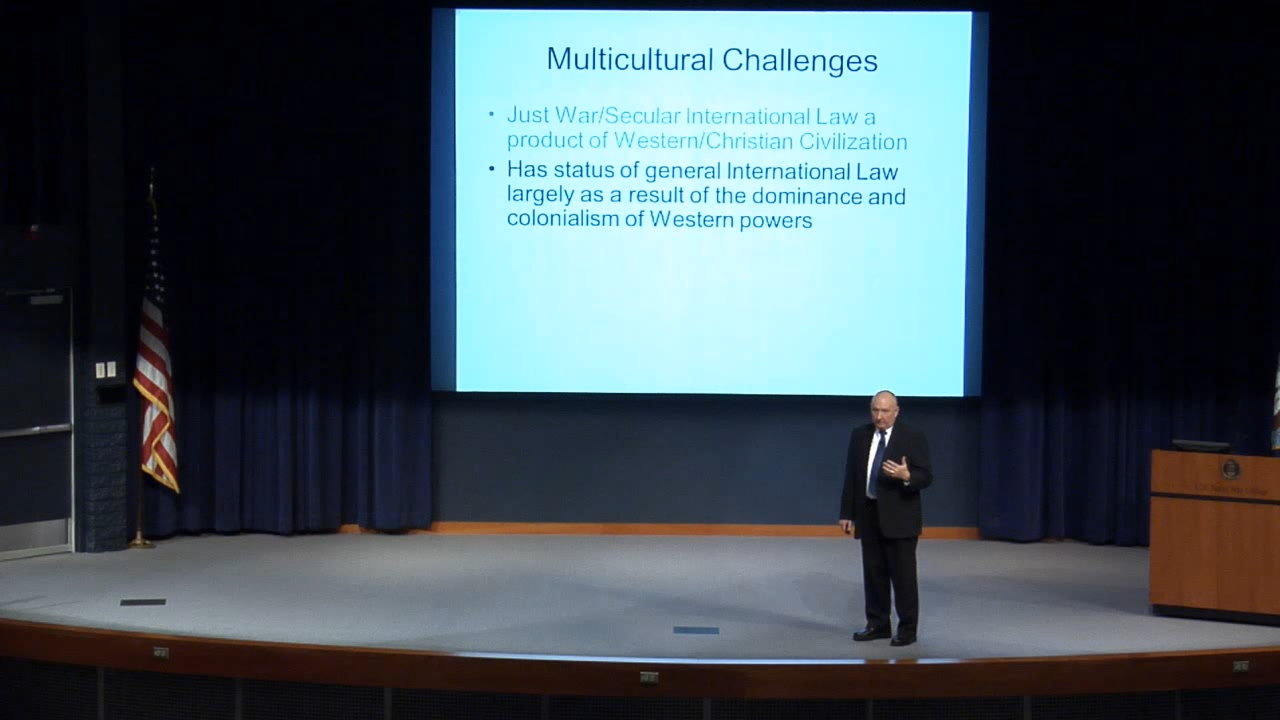 Multicultural Challenges
• Just War/Secular International Law a
product of Western/Christian Civilization
• Has status of general International Law
largely as a result of the dominance and
colonialism of Western powers